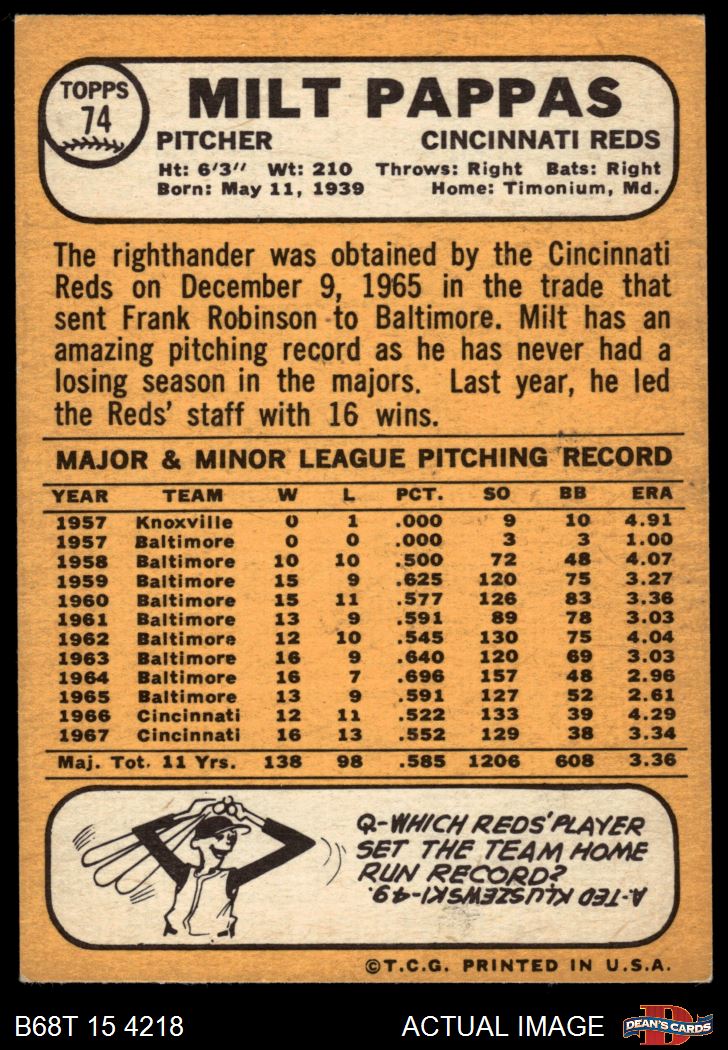 TOPPS
74
MILT PAPPAS
PITCHER CINCINNATI REDS
Ht: 6'3" Wt: 210 Throws: Right Bats: Right
Born: May 11, 1939 Home: Timonium, Md.
The righthander was obtained by the Cincinnati
Reds on December 9, 1965 in the trade that
sent Frank Robinson to Baltimore. Milt has an
amazing pitching record as he has never had a
losing season in the majors. Last year, he led
the Reds' staff with 16 wins.
MAJOR & MINOR LEAGUE PITCHING RECORD
YEAR TEAM W L PCT. SO BB ERA
1957 Knoxville 0 1 .000 9 10 4.91
1957 Baltimore 0 0 .000 3 3 1.00
1958 Baltimore 10 10 .500 72 48 4.07
1959 Baltimore 15 9 .625 120 75 3.27
1960 Baltimore 15 11 .577 126 83 3.36
1961 Baltimore 13 9 .591 89 78 3.03
1962 Baltimore 12 10 .545 130 75 4.04
1963 Baltimore 16 9 .640 120 69 3.03
1964 Baltimore 16 7 .696 157 48 2.96
1965 Baltimore 13 9 .591 127 52 2.61
1966 Cincinnati 12 11 .522 133 39 4.29
1967 Cincinnati 16 13 .552 129 38 3.34
Maj. Tot. 11 Yrs. 138 98 .585 1206 608 3.36
Q-WHICH REDS' PLAYER
SET THE TEAM HOME
RUN RECORD?
A-TED KLUSZEWSKI-49.
©T.C.G. PRINTED IN U.S.A.
B68T 15 4218 ACTUAL IMAGE
D
DEAN'S CARDS